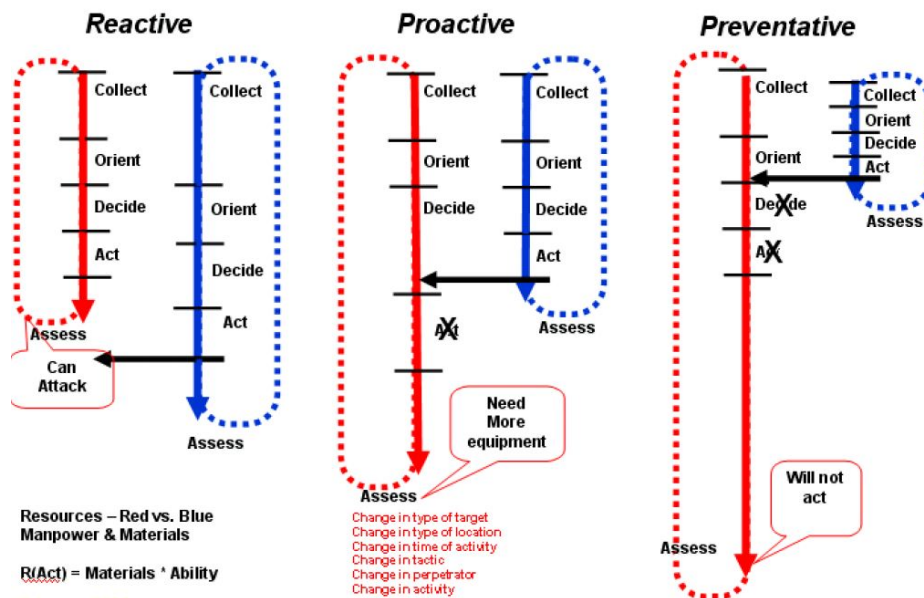 Reactive
Collect
Orient
Decide
Act
Assess
Can
Attack
Collect
Orient
Decide
Act
Assess
Resources – Red vs. Blue
Manpower & Materials
R(Act) = Materials * Ability
Proactive
Collect
Orient
Decide
Act
Assess
Need
More
equipment
Collect
Orient
Decide
Act
Assess
Change in type of target
Change in type of location
Change in time of activity
Change in tactic
Change in perpetrator
Change in activity
Preventative
Collect
Orient
Decide
Act
Assess
Will not
act
Collect
Orient
Decide
Act
Assess